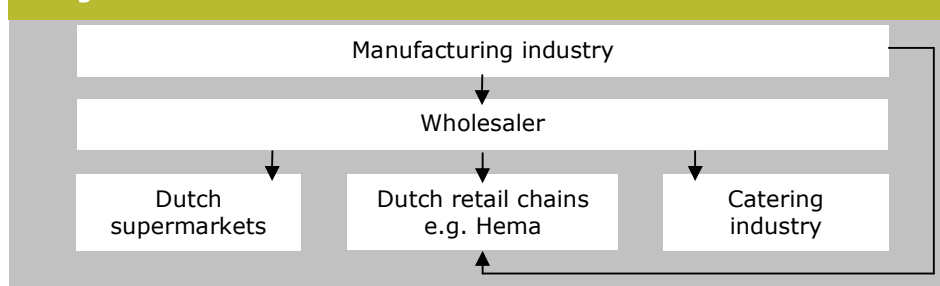 Manufacturing industry
Wholesaler
Dutch
supermarkets
Dutch retail chains
e.g. Hema
Catering
industry